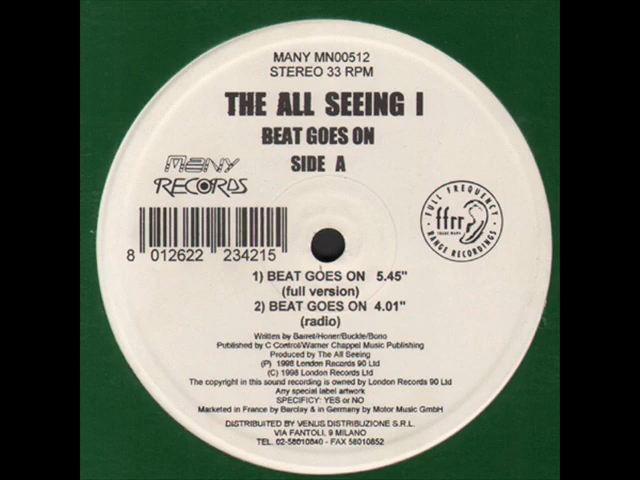 MANY MN00512
STEREO 33 RPM
THE ALL SEEING I
BEAT GOES ON
SIDE A
MANY
RECORDS
FULL FREQUENCY
ffrr
TRADE MARK
RANGE RECORDINGS
8 012622 234215
1) BEAT GOES ON 5.45"
(full version)
2) BEAT GOES ON 4.01"
(radio)
Written by Barret/Honer/Buckle/Bono
Published by C Control/Warner Chappel Music Publishing
Produced by The All Seeing
(P) 1998 London Records 90 Ltd
(C) 1998 London Records Ltd
The copyright in this sound recording is owned by London Records 90 Ltd
Any special label artwork
SPECIFICY: YES or NO
Marketed in France by Barclay & in Germany by Motor Music GmbH
DISTRIBUITED BY VENUS DISTRIBUZIONE S.R.L.
VIA FANTOLI, 9 MILANO
TEL. 02-58010840 - FAX 58010852